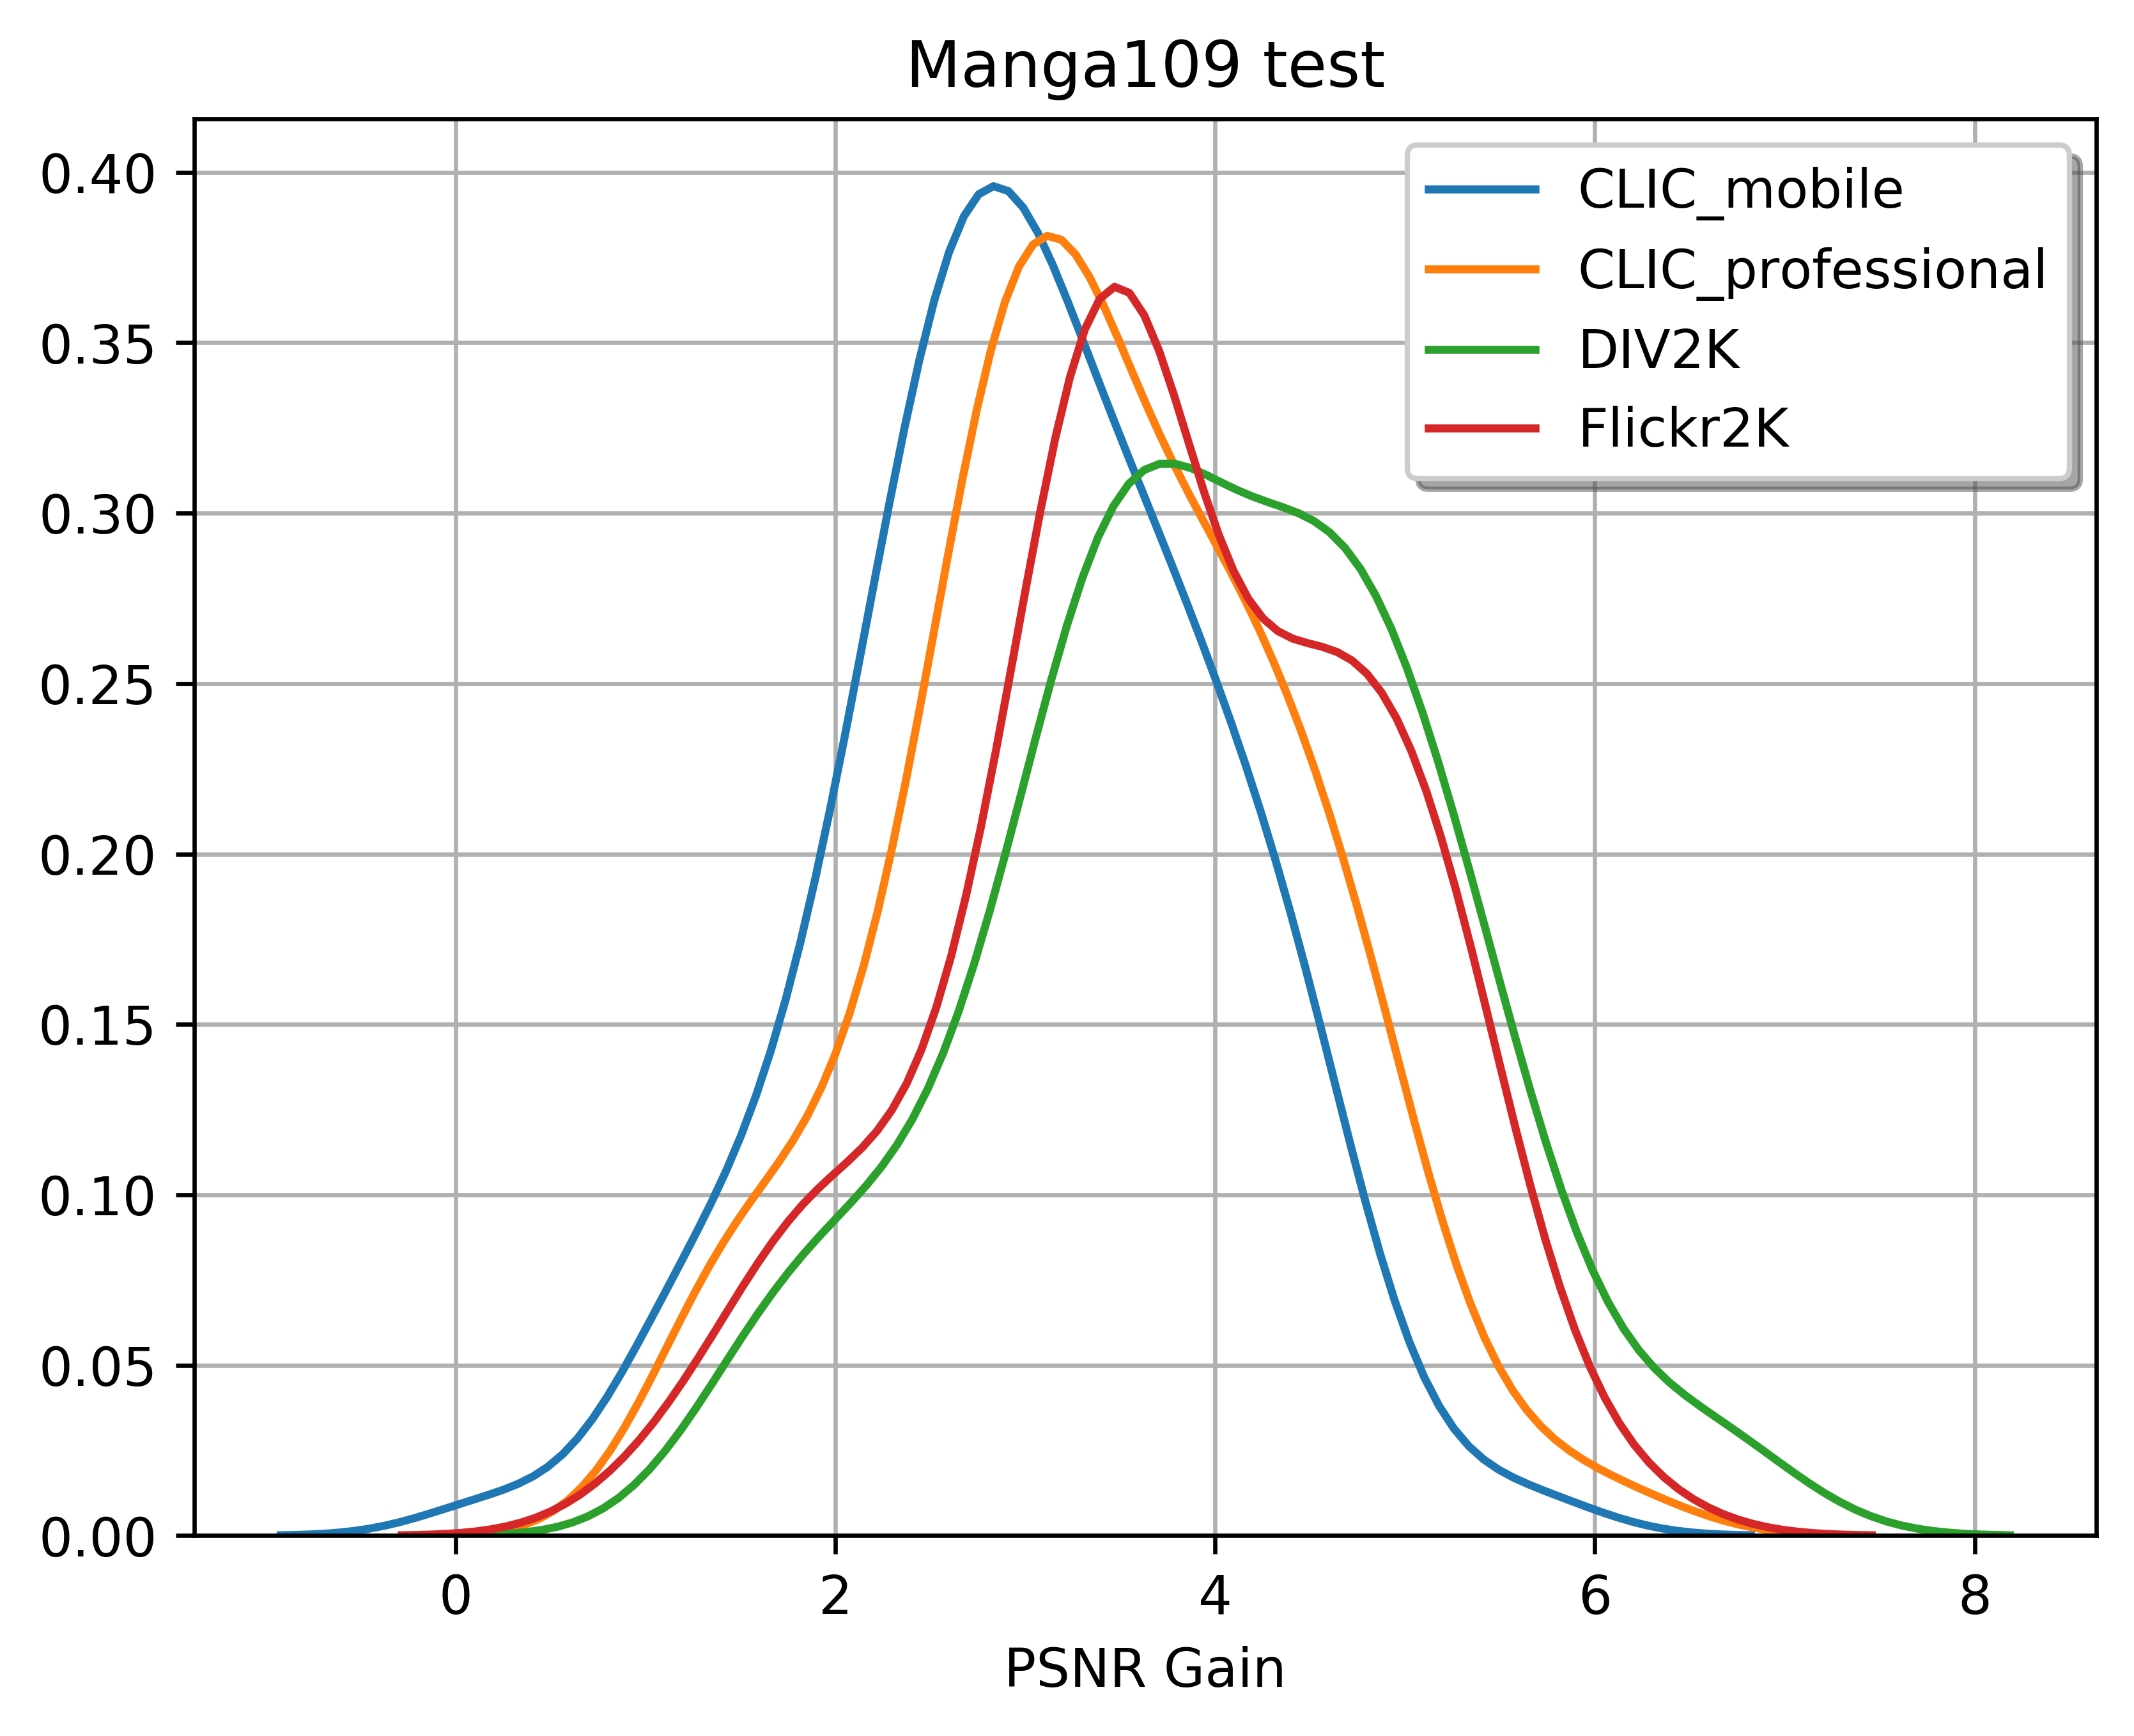 Manga109 test
0.40
0.35
0.30
0.25
0.20
0.15
0.10
0.05
0.00
CLIC_mobile
CLIC_professional
DIV2K
Flickr2K
0 2 4 6 8
PSNR Gain